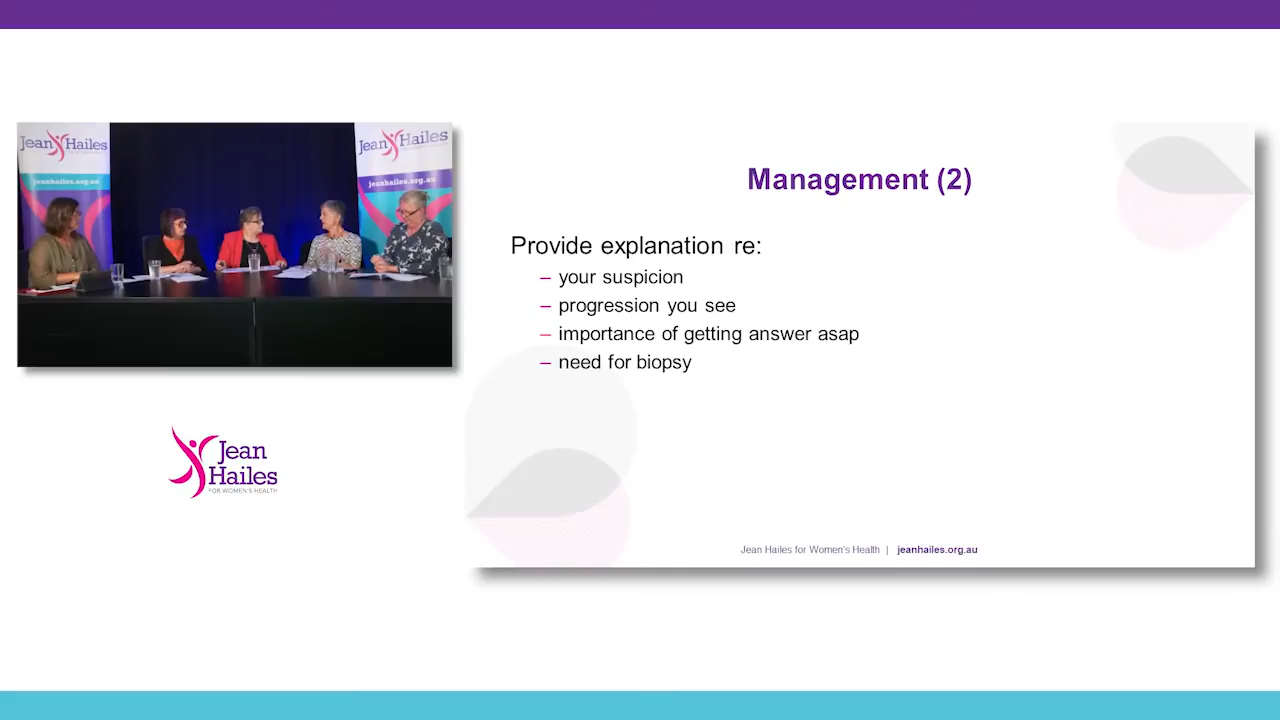 Jean Hailes
jeanhailes.org.au
Jean Hailes
jeanhailes.org.au
Jean
Hailes
FOR WOMEN'S HEALTH
Management (2)
Provide explanation re:
– your suspicion
– progression you see
– importance of getting answer asap
– need for biopsy
Jean Hailes for Women's Health | jeanhailes.org.au